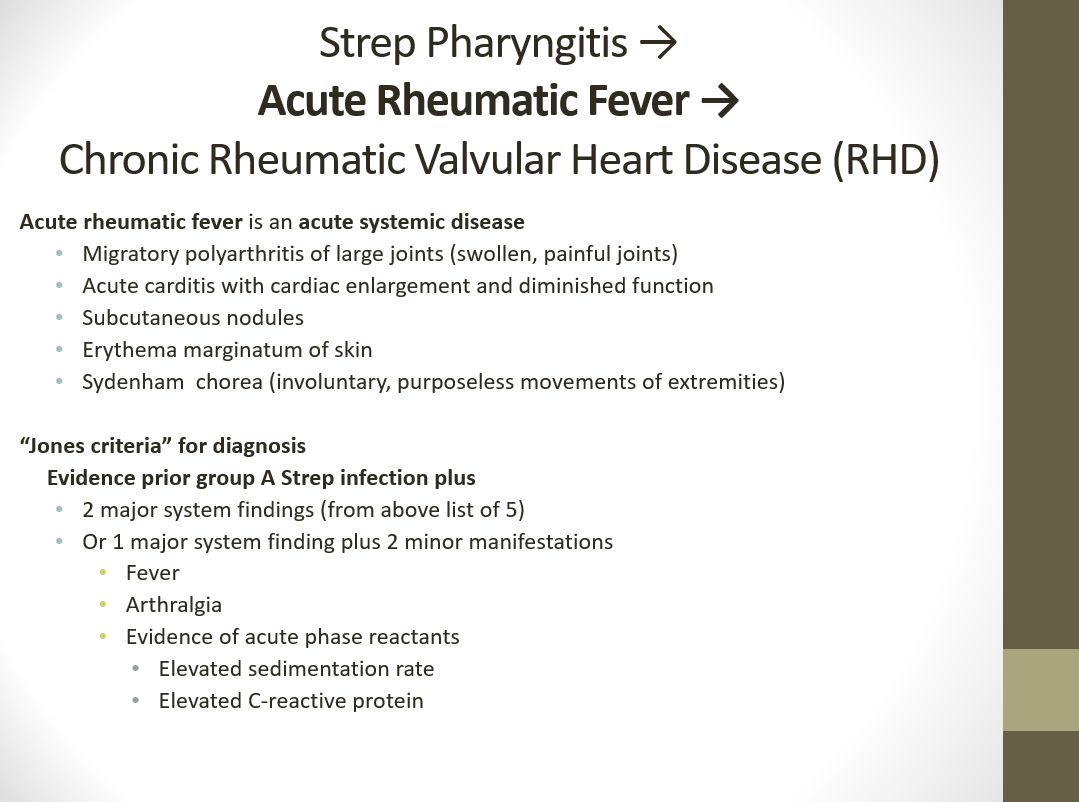 Strep Pharyngitis →
Acute Rheumatic Fever →
Chronic Rheumatic Valvular Heart Disease (RHD)
Acute rheumatic fever is an acute systemic disease
• Migratory polyarthritis of large joints (swollen, painful joints)
• Acute carditis with cardiac enlargement and diminished function
• Subcutaneous nodules
• Erythema marginatum of skin
• Sydenham  chorea (involuntary, purposeless movements of extremities)
“Jones criteria” for diagnosis
Evidence prior group A Strep infection plus
• 2 major system findings (from above list of 5)
• Or 1 major system finding plus 2 minor manifestations
• Fever
• Arthralgia
• Evidence of acute phase reactants
• Elevated sedimentation rate
• Elevated C-reactive protein